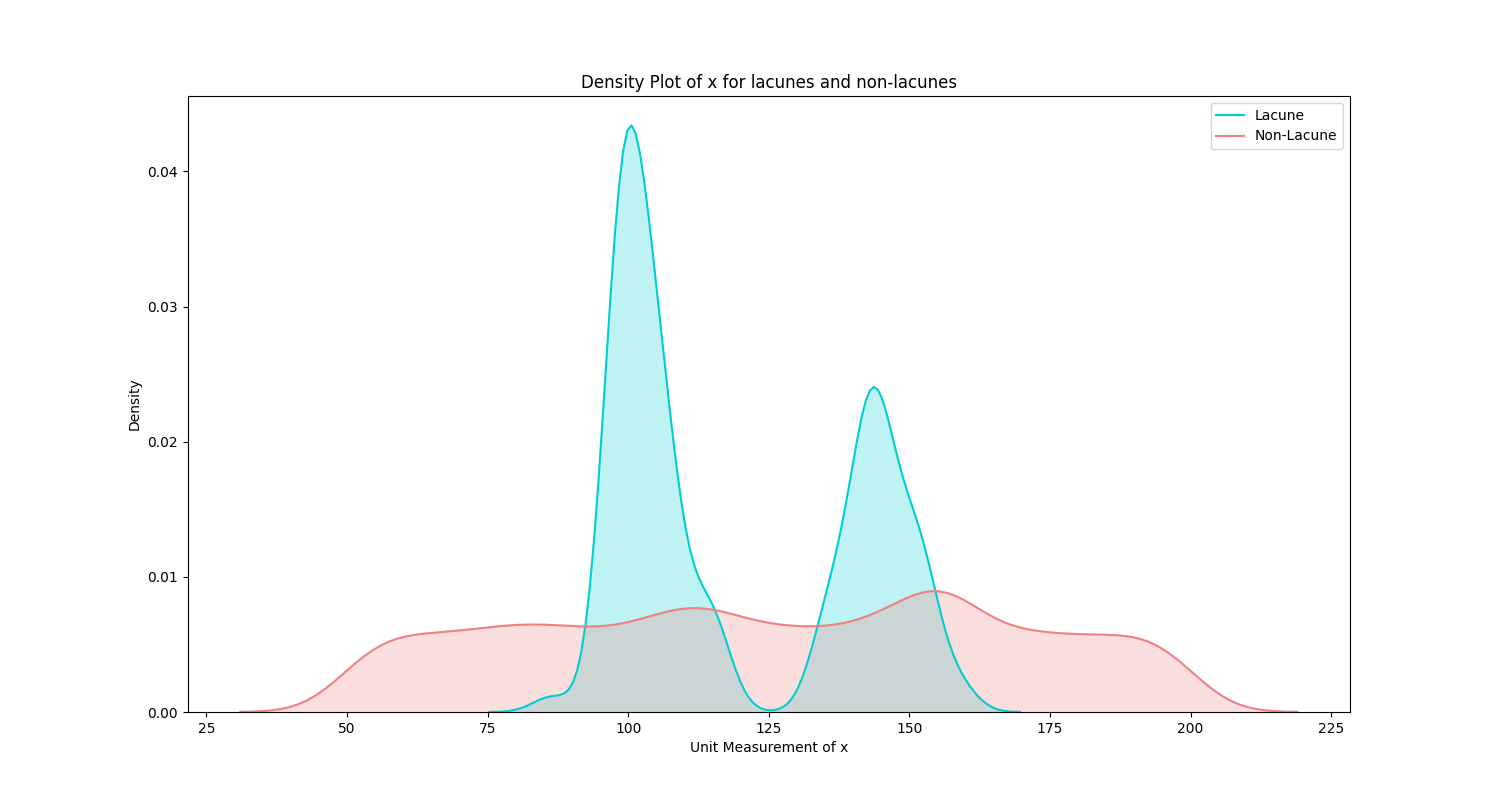 Density Plot of x for lacunes and non-lacunes
Lacune
Non-Lacune
0.04
0.03
0.02
0.01
0.00
Density
25 50 75 100 125 150 175 200 225
Unit Measurement of x